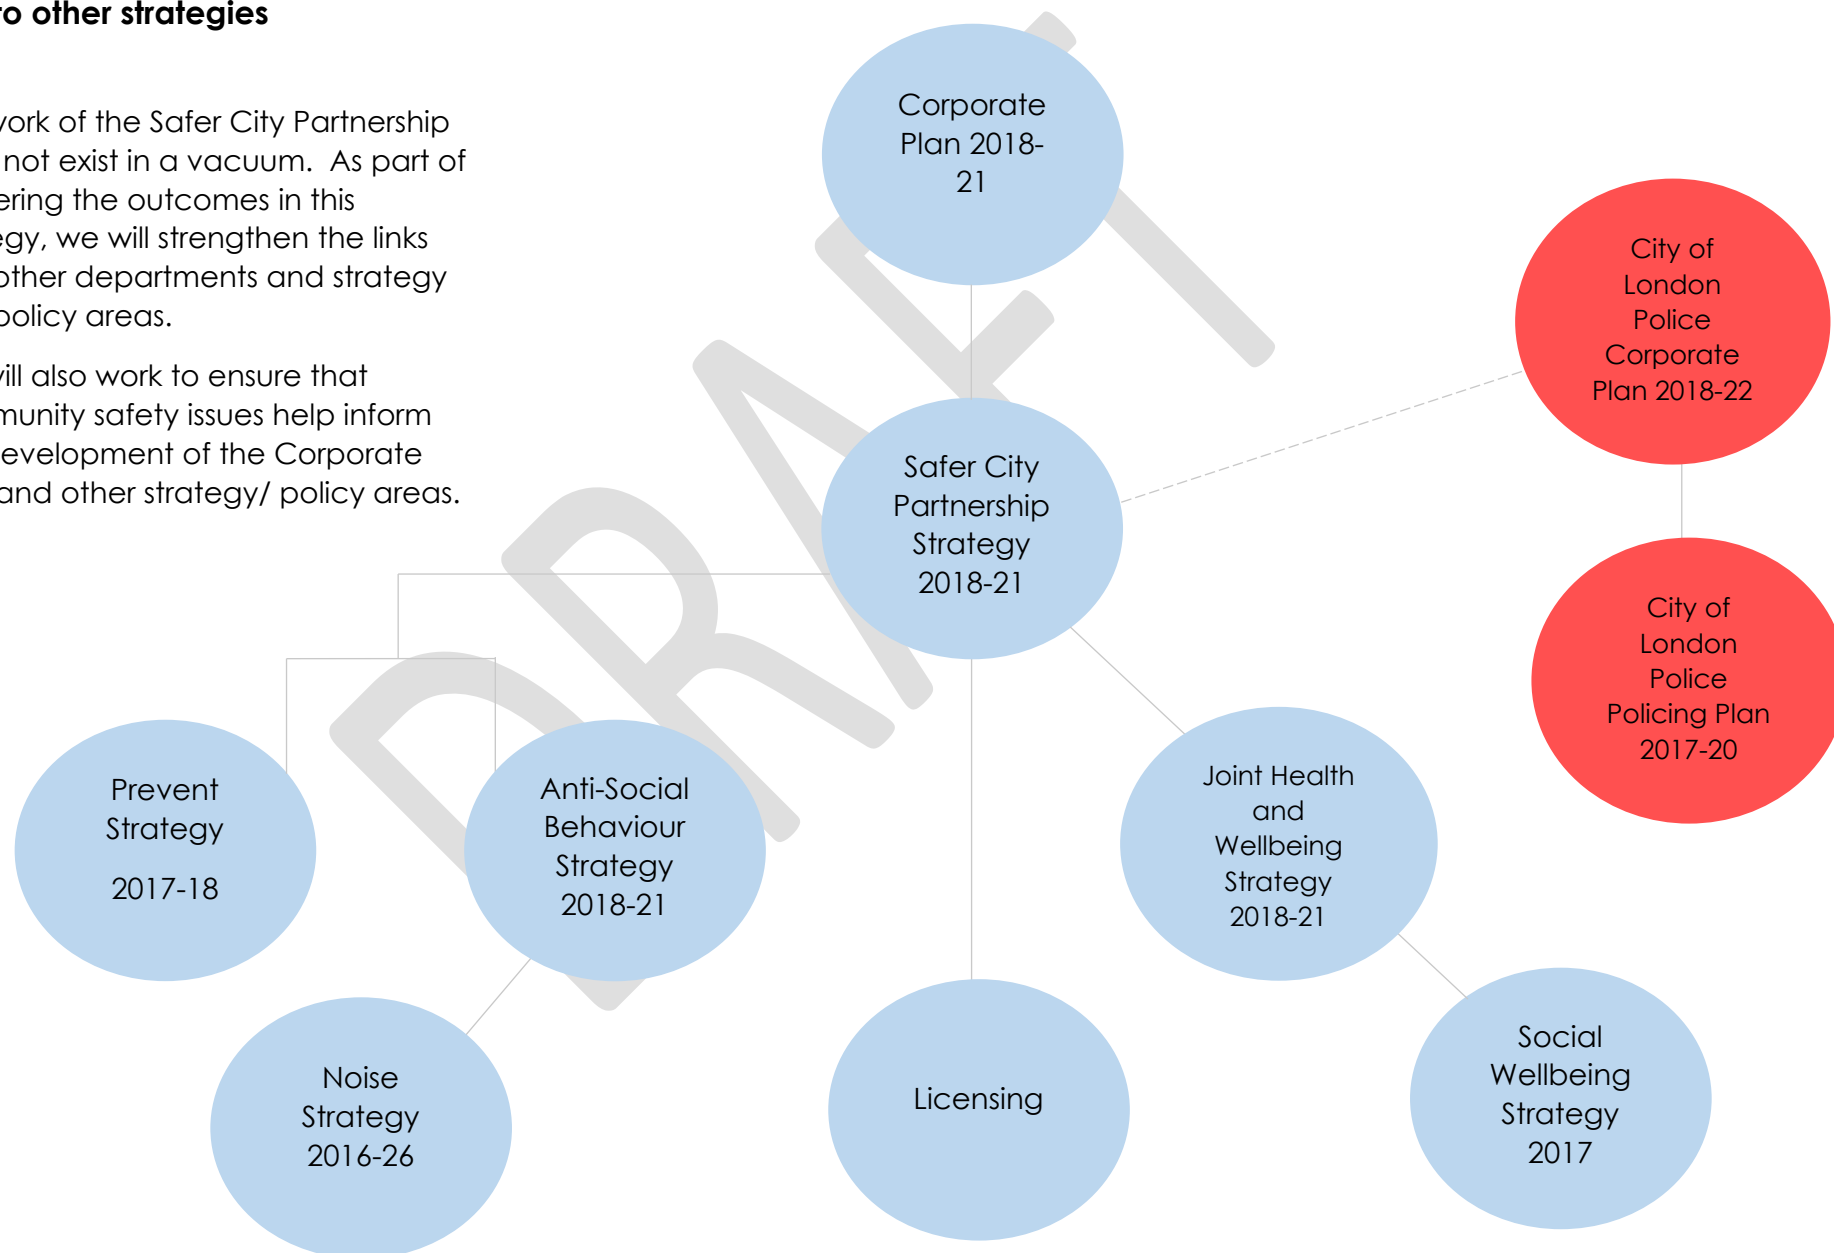 to other strategies
work of the Safer City Partnership
not exist in a vacuum. As part of
ering the outcomes in this
egy, we will strengthen the links
other departments and strategy
policy areas.
will also work to ensure that
munity safety issues help inform
evelopment of the Corporate
and other strategy/ policy areas.
Corporate
Plan 2018-
21
City of
London
Police
Corporate
Plan 2018-22
Safer City
Partnership
Strategy
2018-21
City of
London
Police
Policing Plan
2017-20
Prevent
Strategy
2017-18
Anti-Social
Behaviour
Strategy
2018-21
Joint Health
and
Wellbeing
Strategy
2018-21
Noise
Strategy
2016-26
Licensing
Social
Wellbeing
Strategy
2017
DRAFT